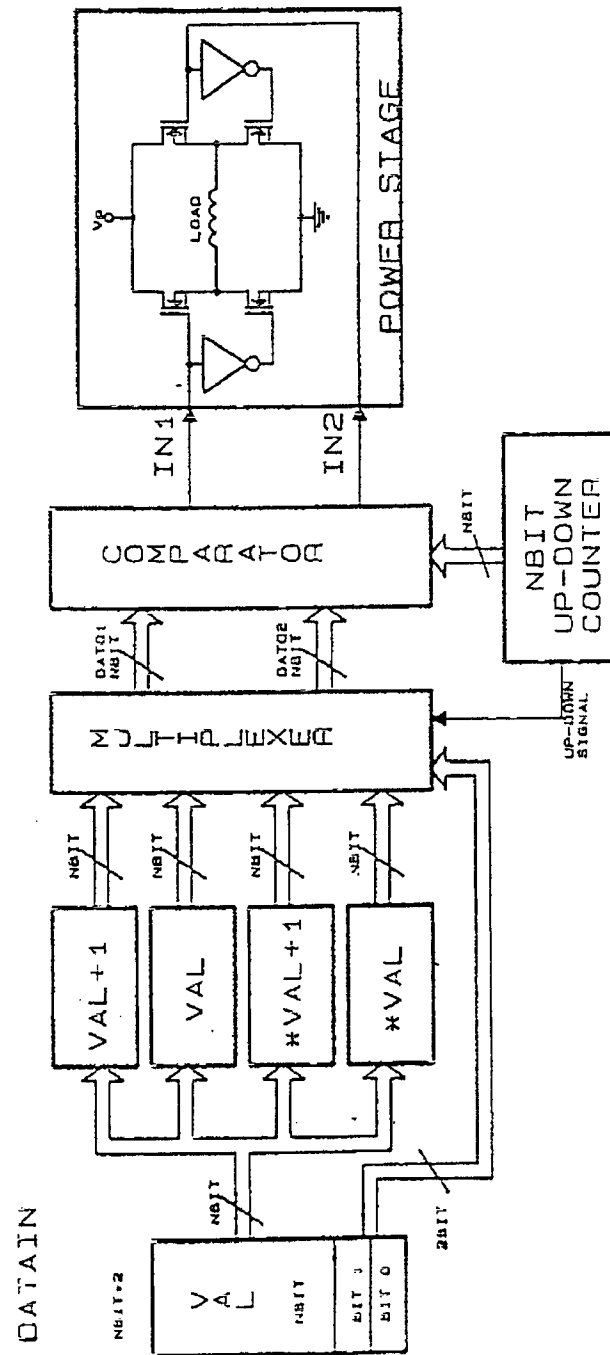 DATAIN
NBIT+2
VAL
NBIT
BIT 1
BIT 0
NBIT
2BIT
VAL+1
VAL
*VAL+1
*VAL
NBIT
NBIT
NBIT
NBIT
MULTIPLEXER
DATO1
NBIT
DATO2
NBIT
UP-DOWN
SIGNAL
COMPARATOR
NBIT
NBIT
UP-DOWN
COUNTER
IN1
IN2
Vp
LOAD
POWER STAGE